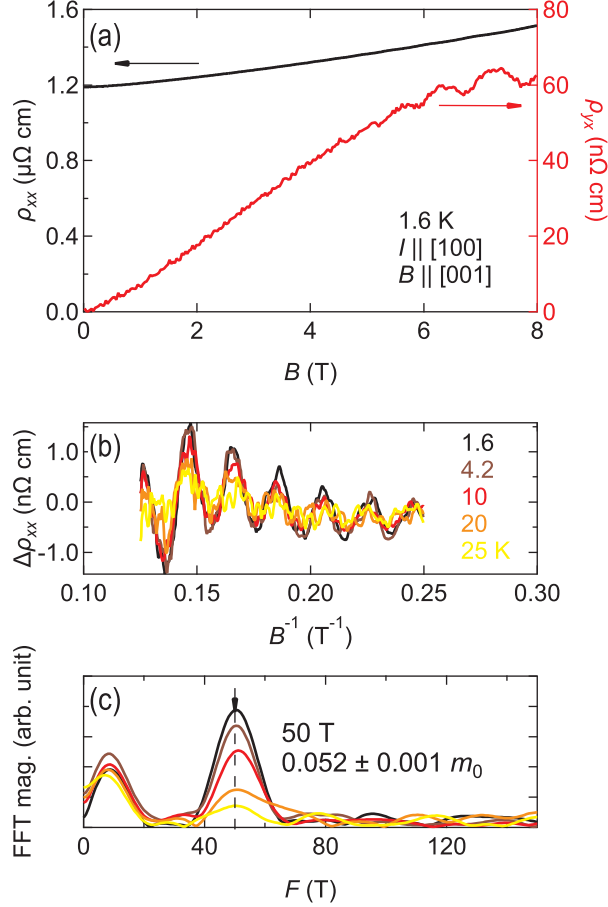 (a)
1.6
1.2
0.8
0.4
0.0
ρxx (μΩ cm)
80
60
40
20
0
ρyx (nΩ cm)
1.6 K
I || [100]
B || [001]
0 2 4 6 8
B (T)
(b)
1.0
0.0
-1.0
Δρxx (nΩ cm)
1.6
4.2
10
20
25 K
0.10 0.15 0.20 0.25 0.30
B-1 (T-1)
(c)
FFT mag. (arb. unit)
50 T
0.052 ± 0.001 m0
0 40 80 120
F (T)